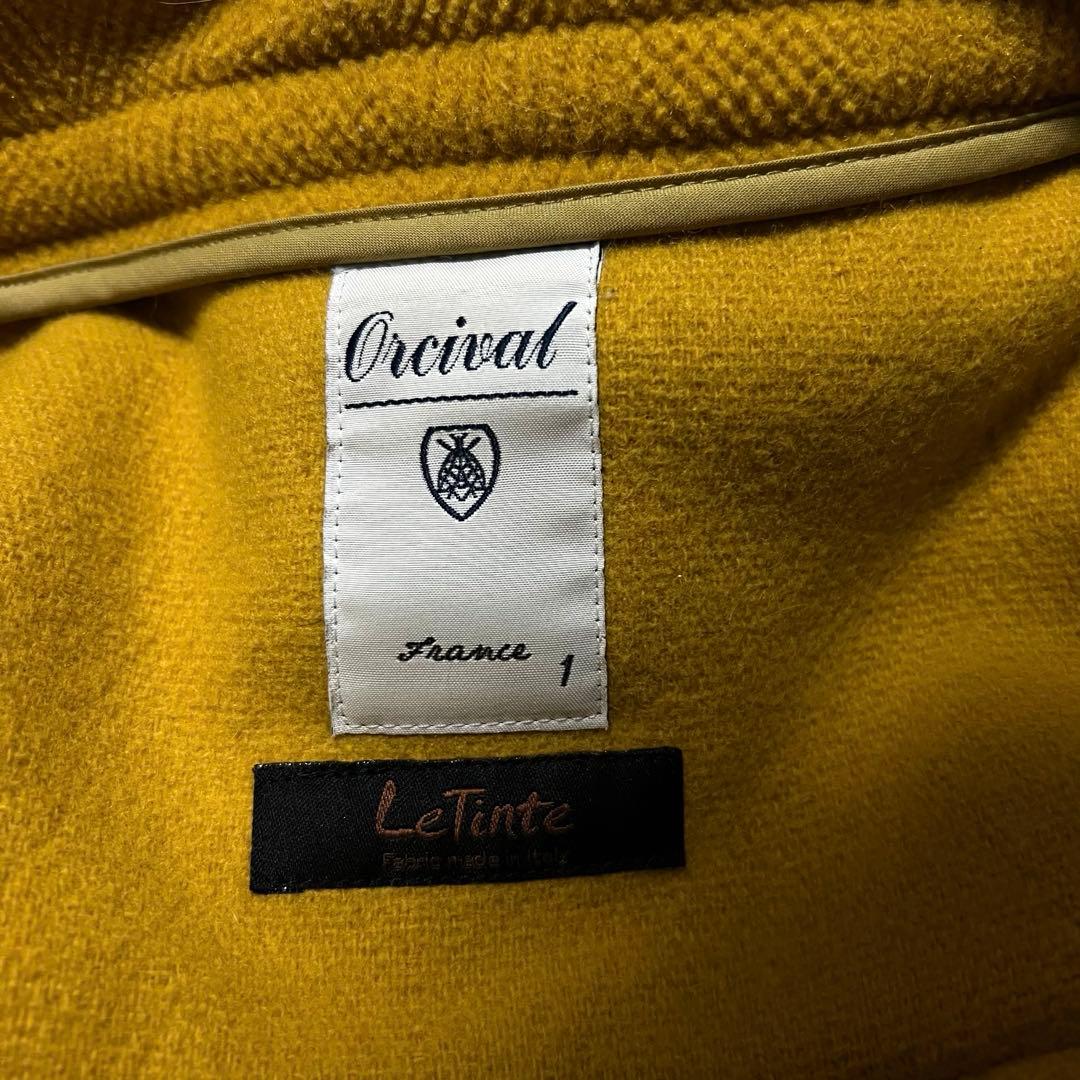 Orcival
France
1
LeTinte
Fabric made in Italy